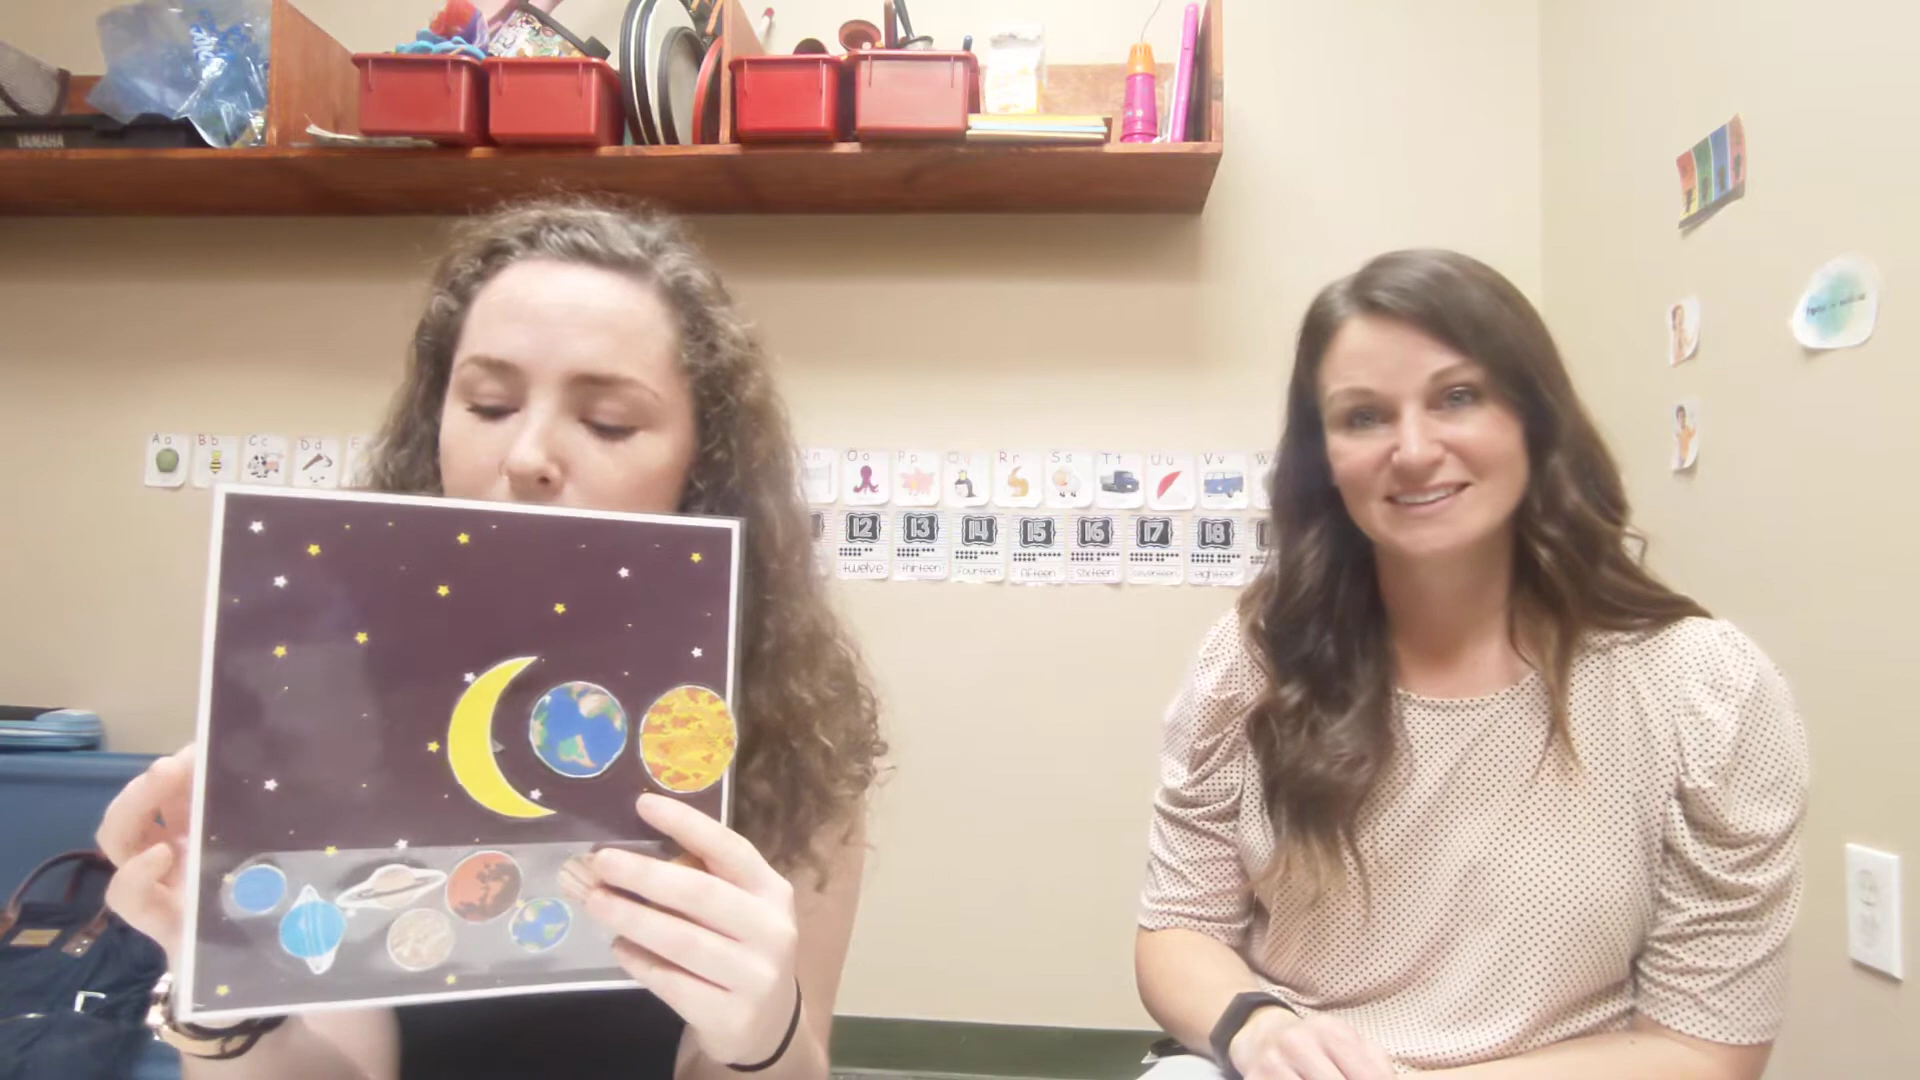 YAMAHA
Aa Bb Cc Dd
Oo Pp Qq Rr Ss Tt Uu Vv W
12 13 14 15 16 17 18
twelve thirteen fourteen fifteen sixteen seventeen eighteen